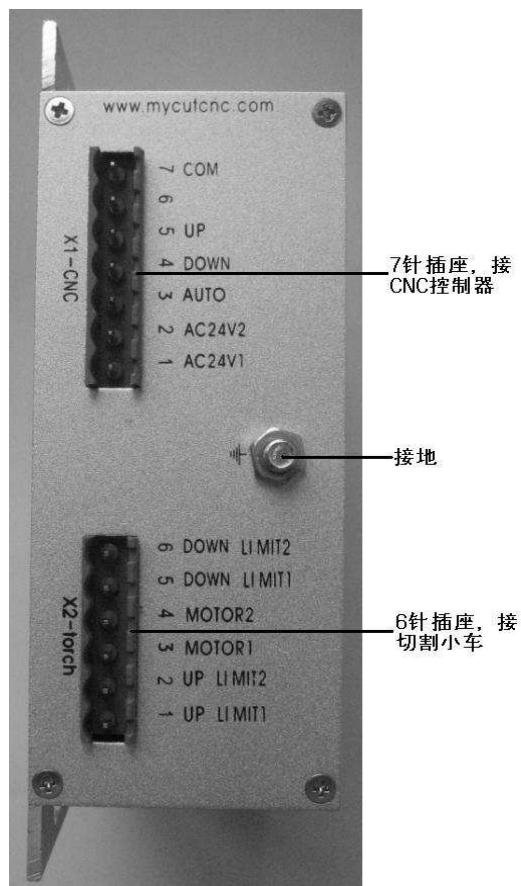 www.mycutcnc.com
X1-CNC
7 COM
6
5 UP
4 DOWN
3 AUTO
2 AC24V2
1 AC24V1
7针插座，接
CNC控制器
接地
X2-torch
6 DOWN LIMIT2
5 DOWN LIMIT1
4 MOTOR2
3 MOTOR1
2 UP LIMIT2
1 UP LIMIT1
6针插座，接
切割小车